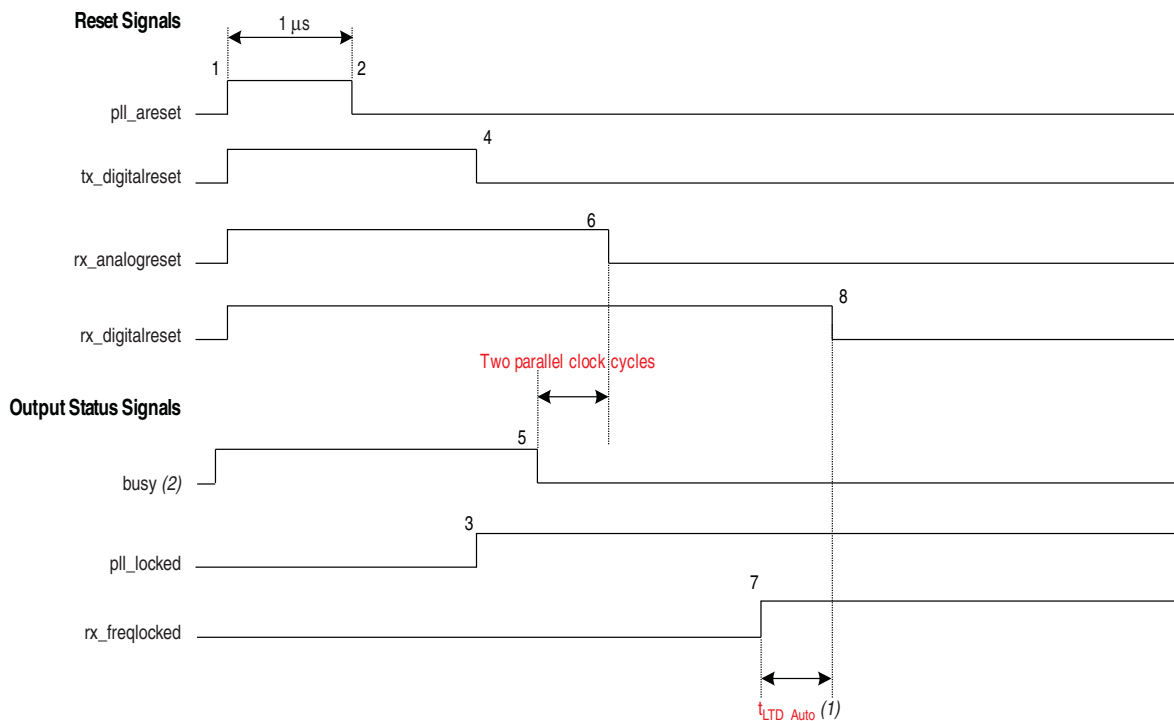 Reset Signals
1 µs
1
2
pll_areset
4
tx_digitalreset
6
rx_analogreset
8
rx_digitalreset
Two parallel clock cycles
Output Status Signals
5
busy (2)
3
pll_locked
7
rx_freqlocked
tLTD_Auto (1)